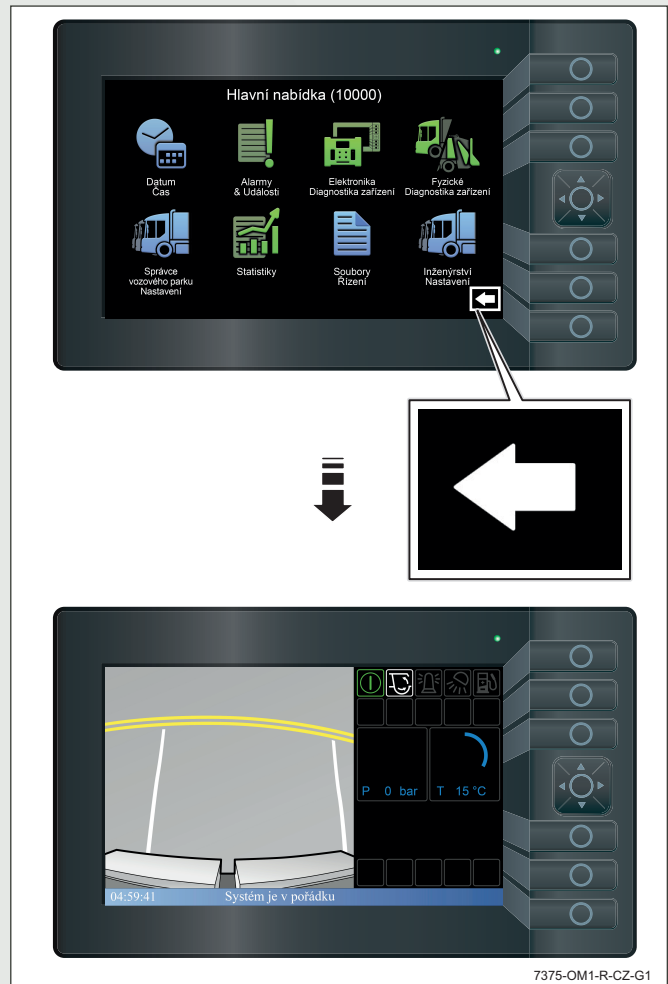 Hlavní nabídka (10000)
Datum
Čas
Alarmy
& Události
Elektronika
Diagnostika zařízení
Fyzické
Diagnostika zařízení
Správce
vozového parku
Nastavení
Statistiky
Soubory
Řízení
Inženýrství
Nastavení
P 0 bar
T 15 °C
04:59:41 Systém je v pořádku
7375-OM1-R-CZ-G1